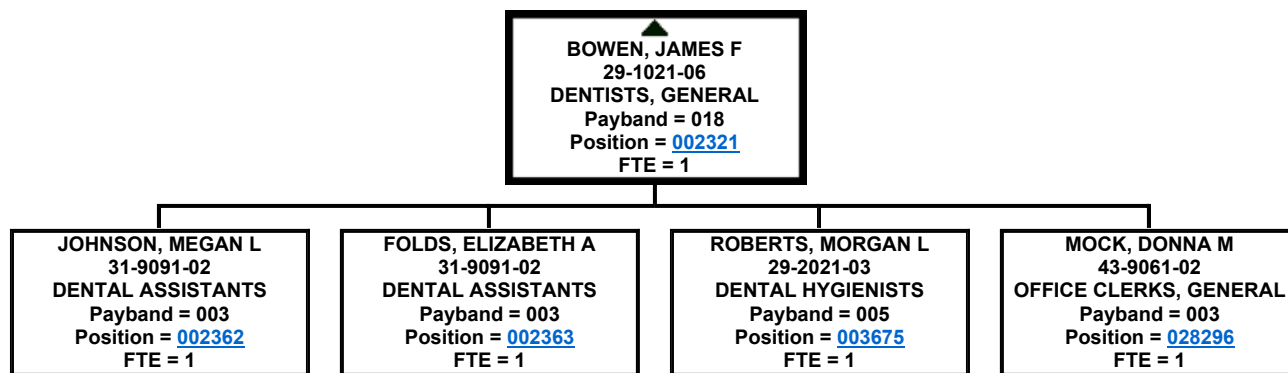 BOWEN, JAMES F
29-1021-06
DENTISTS, GENERAL
Payband = 018
Position = 002321
FTE = 1
JOHNSON, MEGAN L
31-9091-02
DENTAL ASSISTANTS
Payband = 003
Position = 002362
FTE = 1
FOLDS, ELIZABETH A
31-9091-02
DENTAL ASSISTANTS
Payband = 003
Position = 002363
FTE = 1
ROBERTS, MORGAN L
29-2021-03
DENTAL HYGIENISTS
Payband = 005
Position = 003675
FTE = 1
MOCK, DONNA M
43-9061-02
OFFICE CLERKS, GENERAL
Payband = 003
Position = 028296
FTE = 1